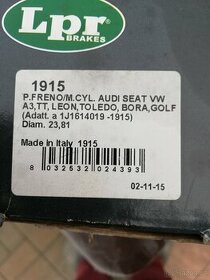 Lpr
BRAKES
1915
P.FRENO/M.CYL. AUDI SEAT VW
A3,TT, LEON,TOLEDO, BORA,GOLF
(Adatt. a 1J1614019 -1915)
Diam. 23,81
Made in Italy 1915
8 032532 024393
02-11-15